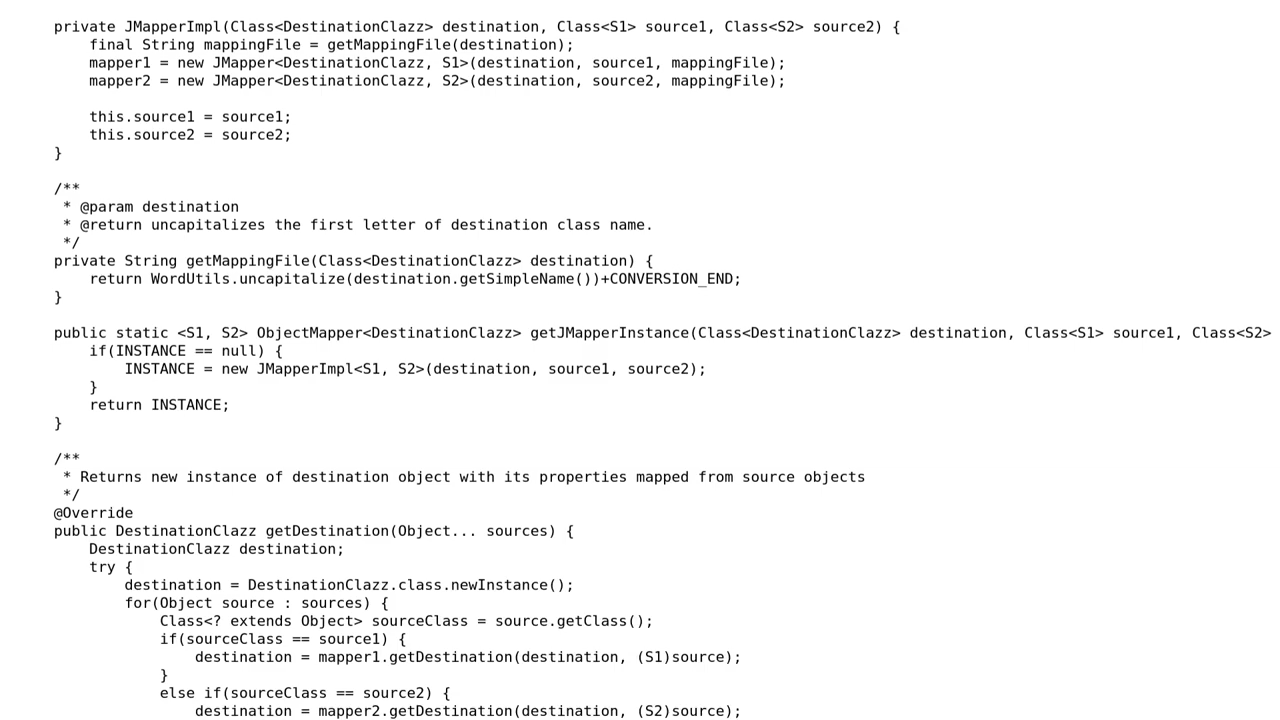 private JMapperImpl(Class<DestinationClazz> destination, Class<S1> source1, Class<S2> source2) {
final String mappingFile = getMappingFile(destination);
mapper1 = new JMapper<DestinationClazz, S1>(destination, source1, mappingFile);
mapper2 = new JMapper<DestinationClazz, S2>(destination, source2, mappingFile);
this.source1 = source1;
this.source2 = source2;
}
/**
* @param destination
* @return uncapitalizes the first letter of destination class name.
*/
private String getMappingFile(Class<DestinationClazz> destination) {
return WordUtils.uncapitalize(destination.getSimpleName())+CONVERSION_END;
}
public static <S1, S2> ObjectMapper<DestinationClazz> getJMapperInstance(Class<DestinationClazz> destination, Class<S1> source1, Class<S2>
if(INSTANCE == null) {
INSTANCE = new JMapperImpl<S1, S2>(destination, source1, source2);
}
return INSTANCE;
}
/**
* Returns new instance of destination object with its properties mapped from source objects
*/
@Override
public DestinationClazz getDestination(Object... sources) {
DestinationClazz destination;
try {
destination = DestinationClazz.class.newInstance();
for(Object source : sources) {
Class<? extends Object> sourceClass = source.getClass();
if(sourceClass == source1) {
destination = mapper1.getDestination(destination, (S1)source);
}
else if(sourceClass == source2) {
destination = mapper2.getDestination(destination, (S2)source);